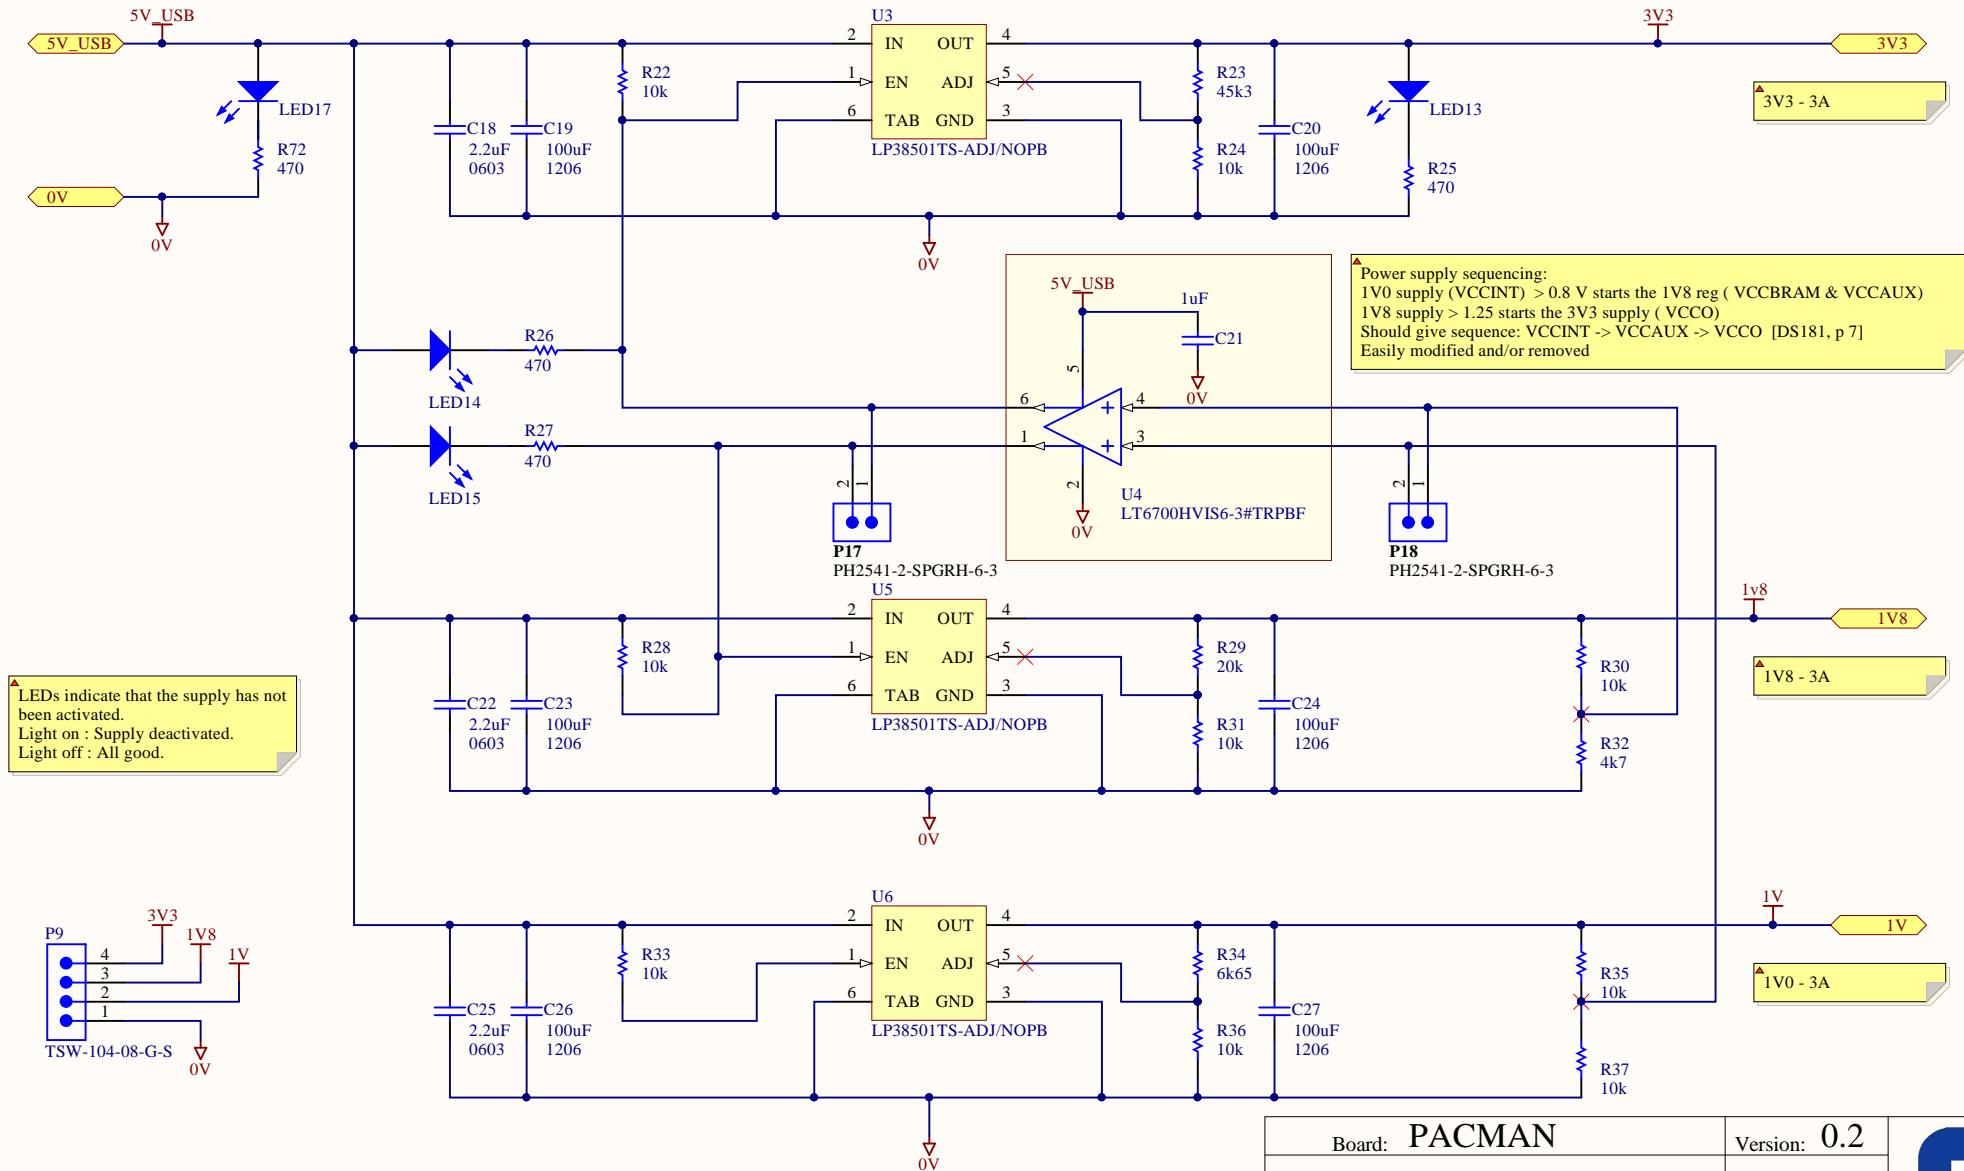 5V_USB
5V_USB
0V
0V
LED17
R72
470
C18
2.2uF
0603
C19
100uF
1206
R22
10k
U3
2 IN OUT 4
1 EN ADJ 5
6 TAB GND 3
LP38501TS-ADJ/NOPB
R23
45k3
R24
10k
C20
100uF
1206
LED13
R25
470
3V3
3V3
3V3 - 3A
0V
R26
470
LED14
R27
470
LED15
5V_USB
1uF
C21
0V
5
6
4
1
3
2
0V
+
+
U4
LT6700HVIS6-3#TRPBF
Power supply sequencing:
1V0 supply (VCCINT) > 0.8 V starts the 1V8 reg ( VCCBRAM & VCCAUX)
1V8 supply > 1.25 starts the 3V3 supply ( VCCO)
Should give sequence: VCCINT -> VCCAUX -> VCCO [DS181, p 7]
Easily modified and/or removed
2
1
P17
PH2541-2-SPGRH-6-3
2
1
P18
PH2541-2-SPGRH-6-3
C22
2.2uF
0603
C23
100uF
1206
R28
10k
U5
2 IN OUT 4
1 EN ADJ 5
6 TAB GND 3
LP38501TS-ADJ/NOPB
R29
20k
R31
10k
C24
100uF
1206
R30
10k
R32
4k7
1v8
1V8
1V8 - 3A
0V
LEDs indicate that the supply has not
been activated.
Light on : Supply deactivated.
Light off : All good.
C25
2.2uF
0603
C26
100uF
1206
R33
10k
U6
2 IN OUT 4
1 EN ADJ 5
6 TAB GND 3
LP38501TS-ADJ/NOPB
R34
6k65
R36
10k
C27
100uF
1206
R35
10k
R37
10k
1V
1V
1V0 - 3A
0V
P9
3V3
1V8
1V
4
3
2
1
TSW-104-08-G-S
0V
Board: PACMAN
Version: 0.2